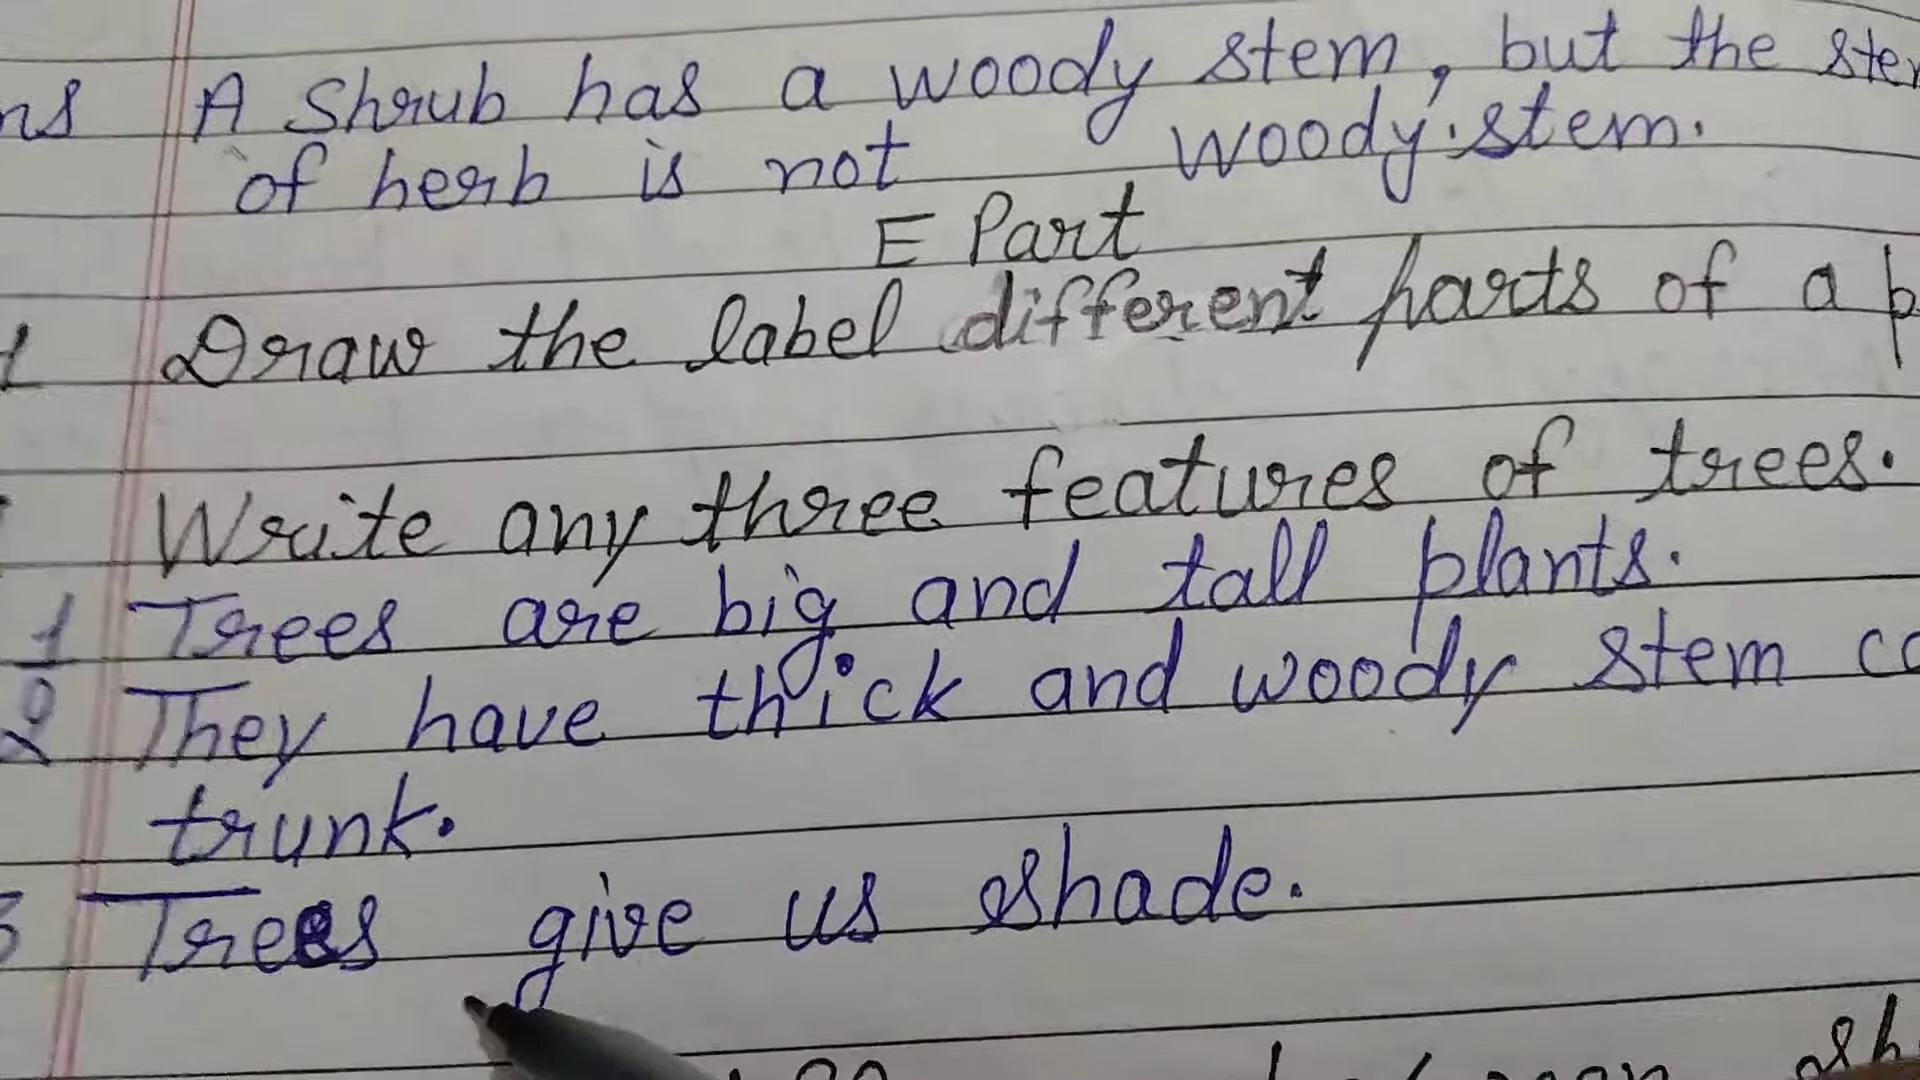 A Shrub has a woody stem, but the
of herb is not woody stem.
E Part
1 Draw the label different parts of a
Write any three features of trees.
1 Trees are big and tall plants.
2 They have thick and woody stem
trunk.
3 Trees give us shade.